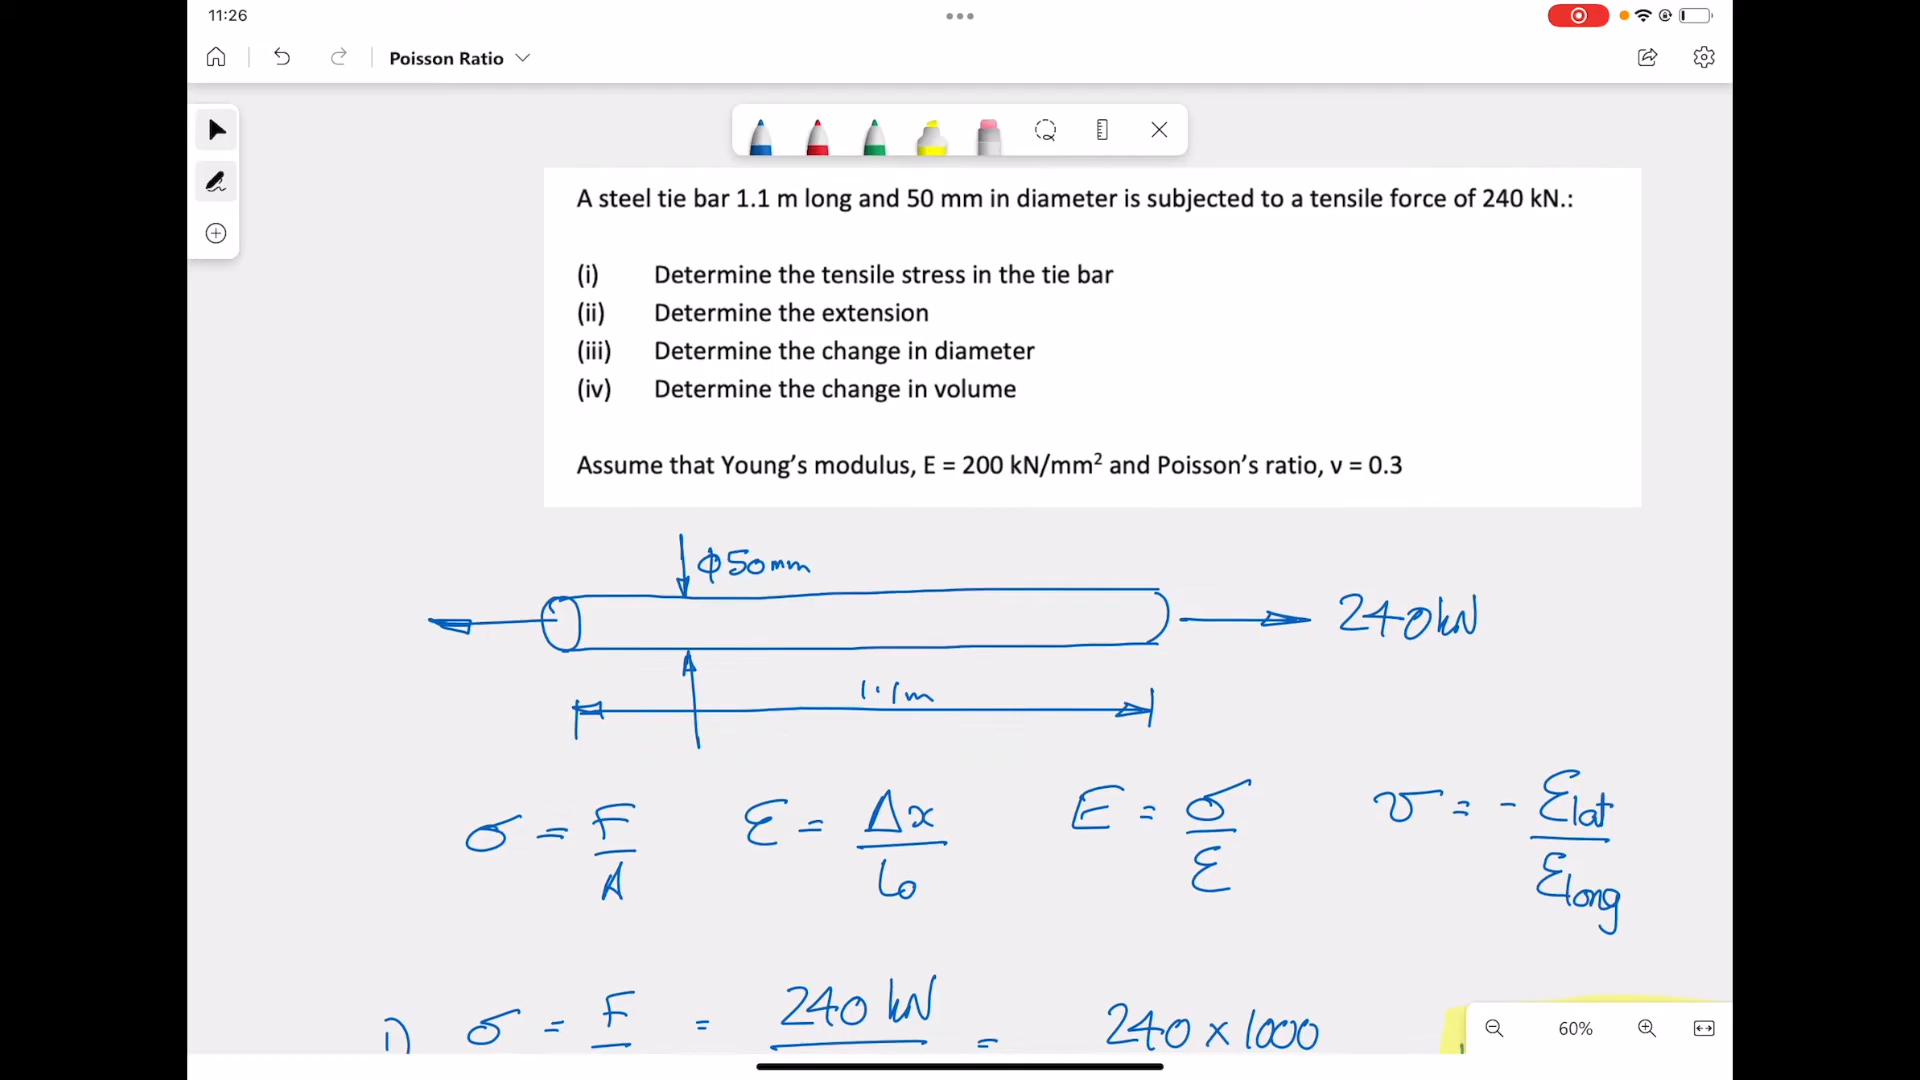 11:26
Poisson Ratio
A steel tie bar 1.1 m long and 50 mm in diameter is subjected to a tensile force of 240 kN.:
(i) Determine the tensile stress in the tie bar
(ii) Determine the extension
(iii) Determine the change in diameter
(iv) Determine the change in volume
Assume that Young’s modulus, E = 200 kN/mm² and Poisson’s ratio, ν = 0.3
ϕ50mm
240kN
1.1m
σ = F/A ε = Δx/l₀ E = σ/ε ν = - εlat/εlong
i) σ = F = 240 kN = 240 x 1000
60%